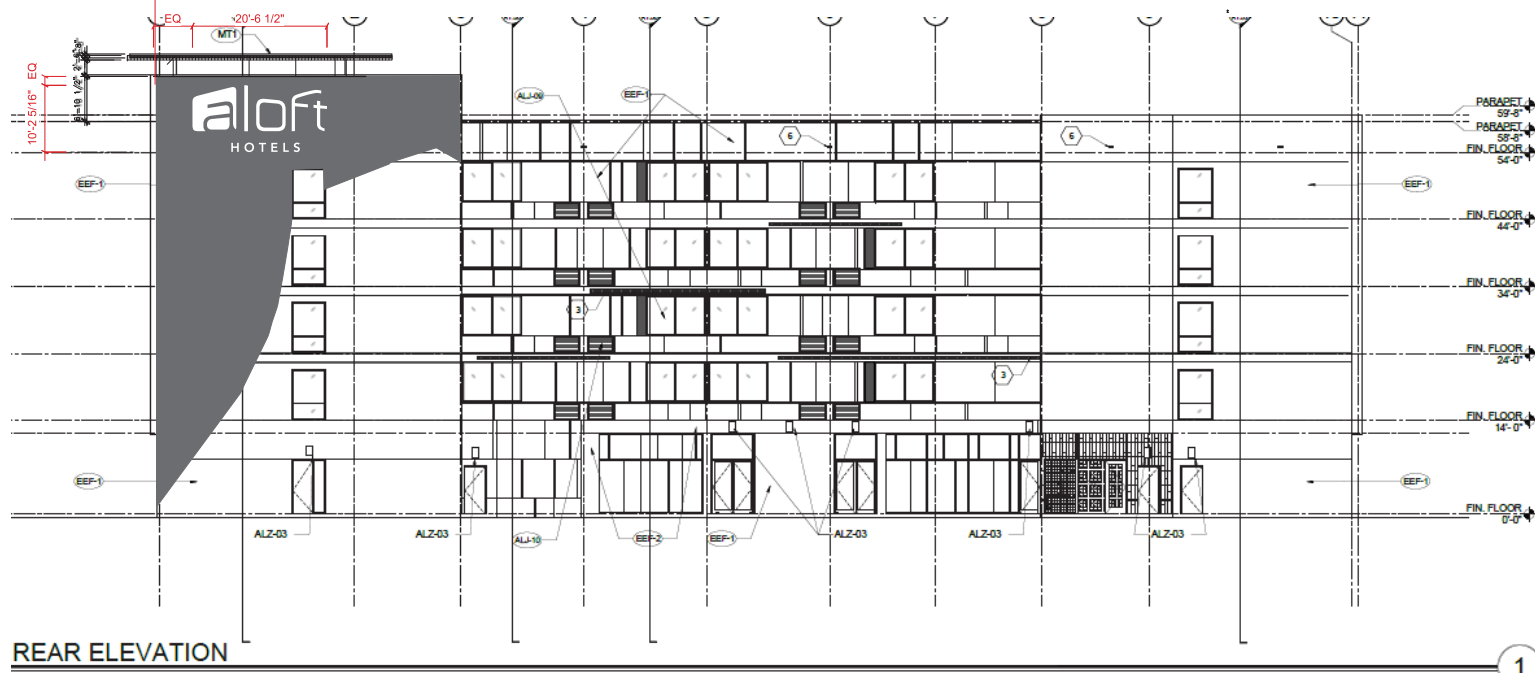 EQ
20'-6 1/2"
MT1
EQ
10'-2 5/16"
aloft
HOTELS
ALJ-09
EEF-1
6
6
PARAPET
59'-8"
PARAPET
58'-8"
FIN. FLOOR
54'-0"
EEF-1
EEF-1
FIN. FLOOR
44'-0"
FIN. FLOOR
34'-0"
3
FIN. FLOOR
24'-0"
3
FIN. FLOOR
14'-0"
EEF-1
EEF-1
FIN. FLOOR
0'-0"
ALZ-03
ALZ-03
ALJ-10
EEF-2
EEF-1
ALZ-03
ALZ-03
ALZ-03
REAR ELEVATION
1